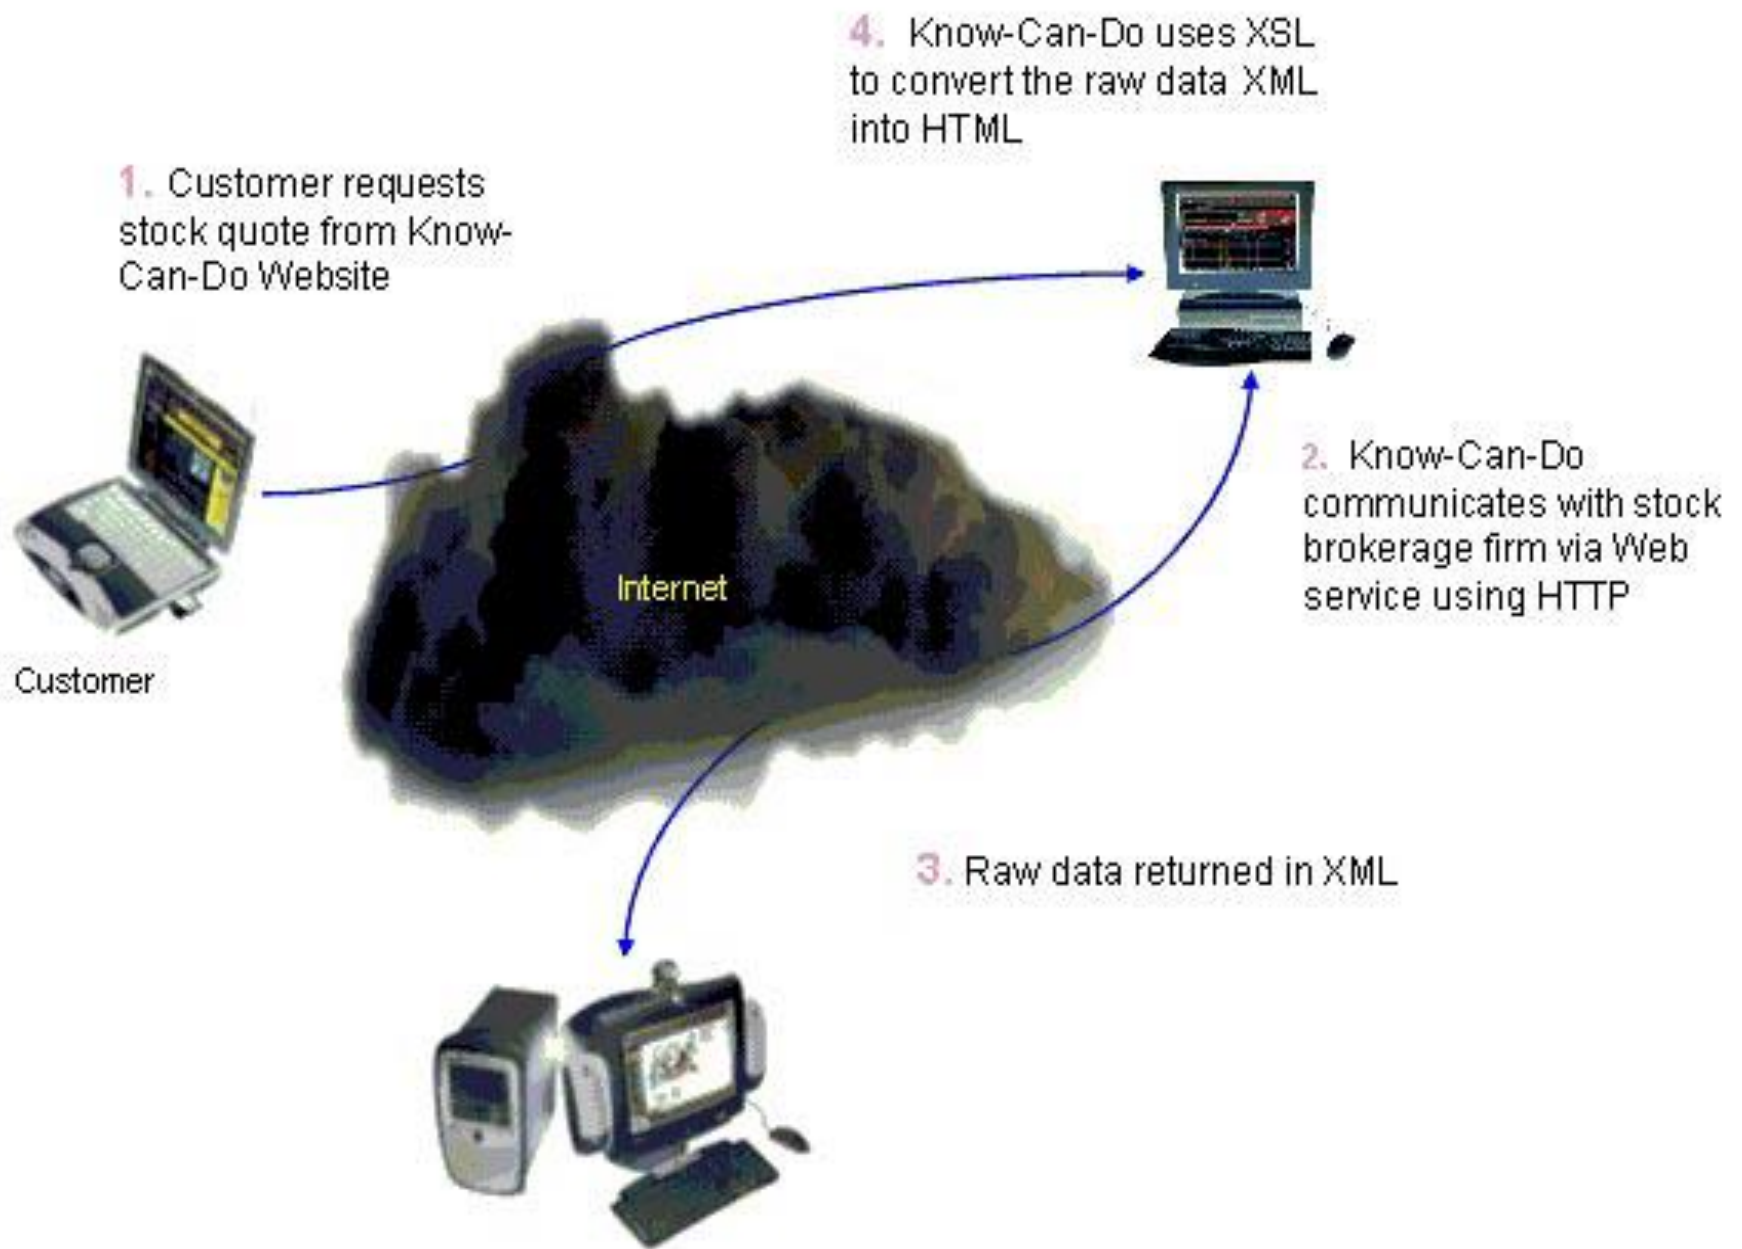 4. Know-Can-Do uses XSL
to convert the raw data XML
into HTML
1. Customer requests
stock quote from Know-
Can-Do Website
2. Know-Can-Do
communicates with stock
brokerage firm via Web
service using HTTP
Internet
Customer
3. Raw data returned in XML